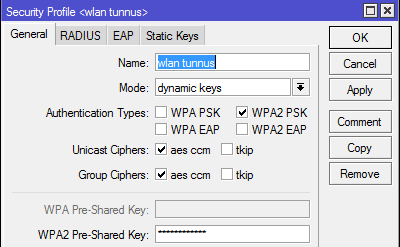 Security Profile <wlan tunnus>
General RADIUS EAP Static Keys
OK
Name: wlan tunnus
Cancel
Mode: dynamic keys
Apply
Authentication Types: WPA PSK WPA2 PSK
WPA EAP WPA2 EAP
Comment
Unicast Ciphers: aes ccm tkip
Copy
Group Ciphers: aes ccm tkip
Remove
WPA Pre-Shared Key:
WPA2 Pre-Shared Key: ************